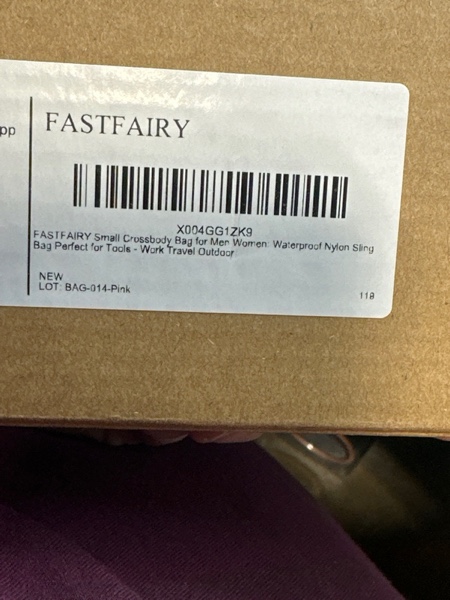 pp
FASTFAIRY
X004GG1ZK9
FASTFAIRY Small Crossbody Bag for Men Women: Waterproof Nylon Sling
Bag Perfect for Tools - Work Travel Outdoor
NEW
LOT: BAG-014-Pink
118